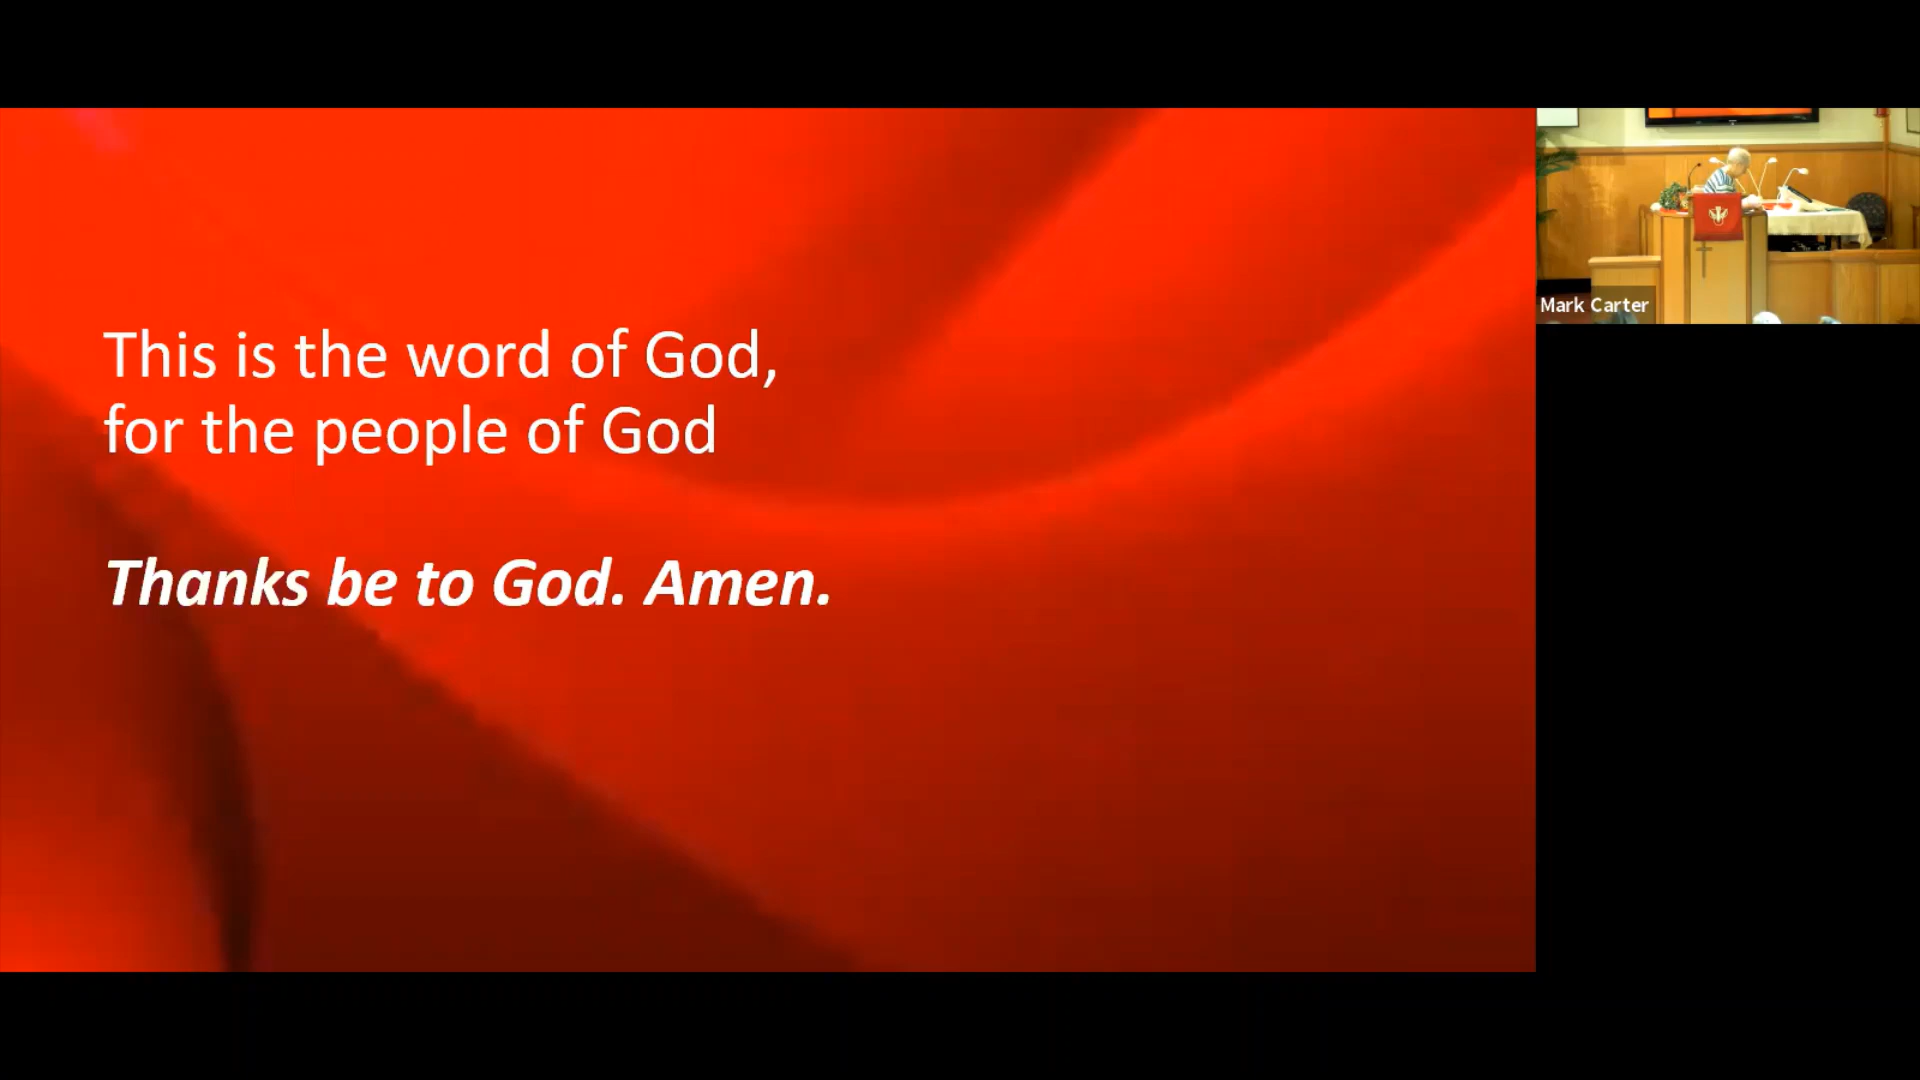 This is the word of God,
for the people of God
Thanks be to God. Amen.
Mark Carter